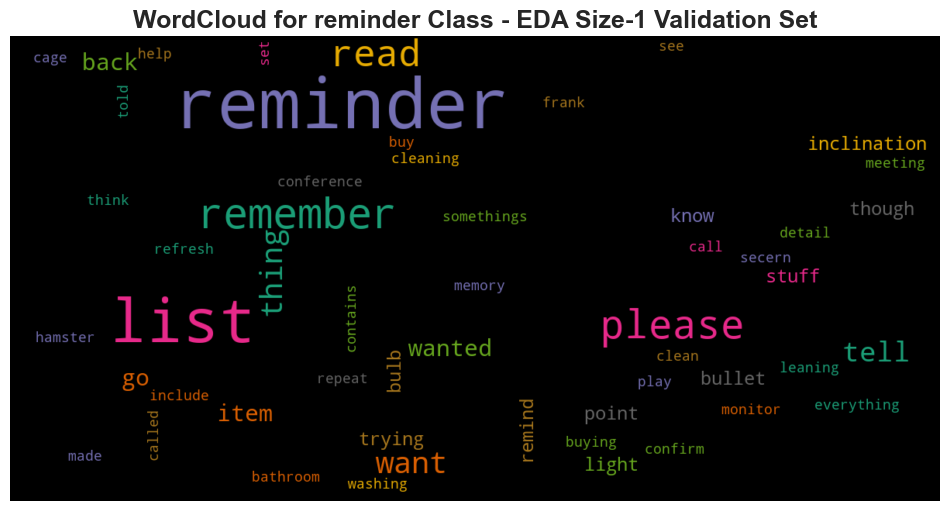 WordCloud for reminder Class - EDA Size-1 Validation Set
cage
back
help
set
read
see
told
reminder
frank
buy
cleaning
inclination
meeting
conference
think
remember
somethings
know
though
refresh
thing
call
detail
secern
stuff
memory
hamster
list
contains
please
wanted
tell
bulb
clean
leaning
go
include
repeat
play
bullet
item
called
remind
point
monitor
everything
made
trying
want
buying
light
confirm
bathroom
washing